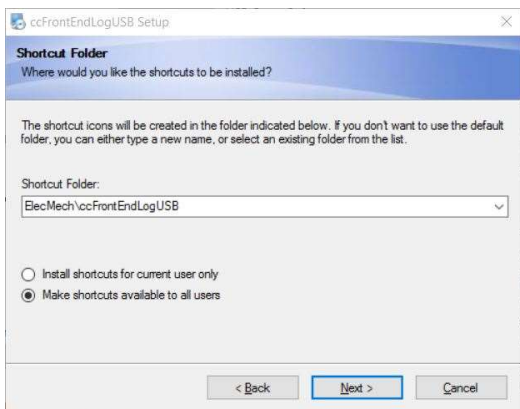 ccFrontEndLogUSB Setup
Shortcut Folder
Where would you like the shortcuts to be installed?
The shortcut icons will be created in the folder indicated below. If you don't want to use the default
folder, you can either type a new name, or select an existing folder from the list.
Shortcut Folder:
ElecMech\ccFrontEndLogUSB
Install shortcuts for current user only
Make shortcuts available to all users
< Back Next > Cancel